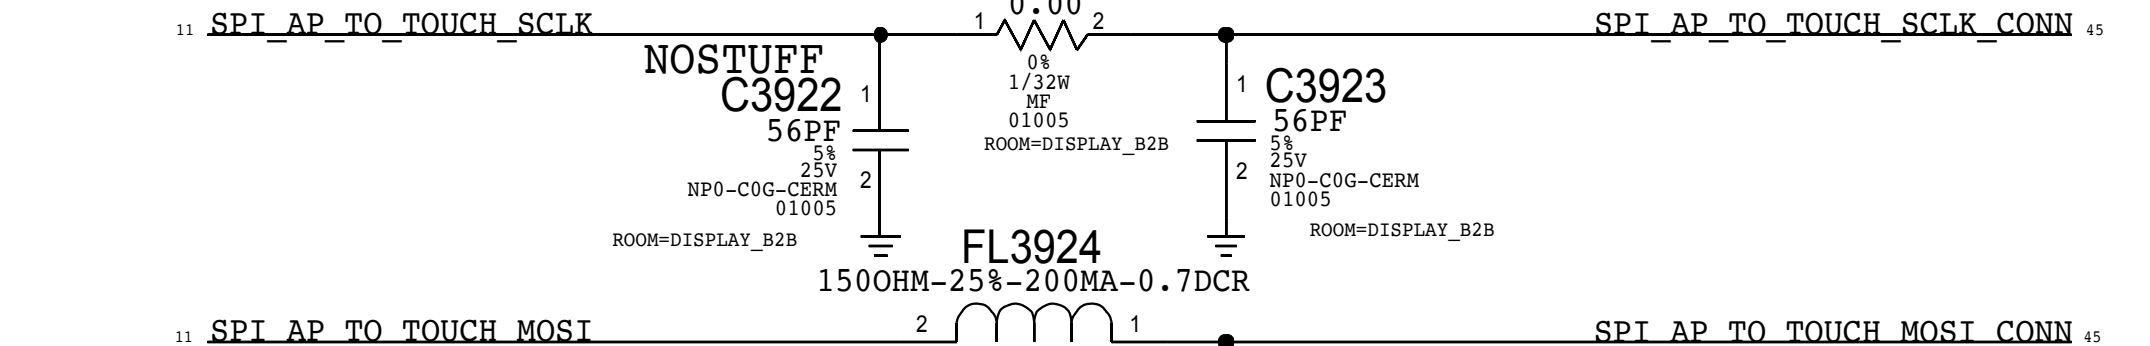 0.00
11 SPI_AP_TO_TOUCH_SCLK 1 2 SPI_AP_TO_TOUCH_SCLK_CONN 45
NOSTUFF
C3922 1
56PF
5%
25V
NP0-C0G-CERM 2
01005
ROOM=DISPLAY_B2B
0%
1/32W
MF
01005
ROOM=DISPLAY_B2B
1 C3923
56PF
5%
25V
2 NP0-C0G-CERM
01005
ROOM=DISPLAY_B2B
FL3924
150OHM-25%-200MA-0.7DCR
11 SPI_AP_TO_TOUCH_MOSI 2 1 SPI_AP_TO_TOUCH_MOSI_CONN 45